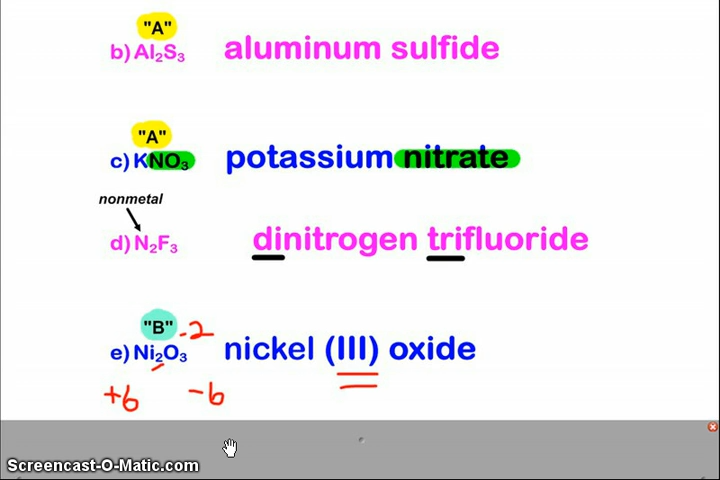 "A"
b) Al₂S₃ aluminum sulfide
"A"
c) KNO₃ potassium nitrate
nonmetal
d) N₂F₃ dinitrogen trifluoride
"B" -2
e) Ni₂O₃ nickel (III) oxide
+6 -6
Screencast-O-Matic.com